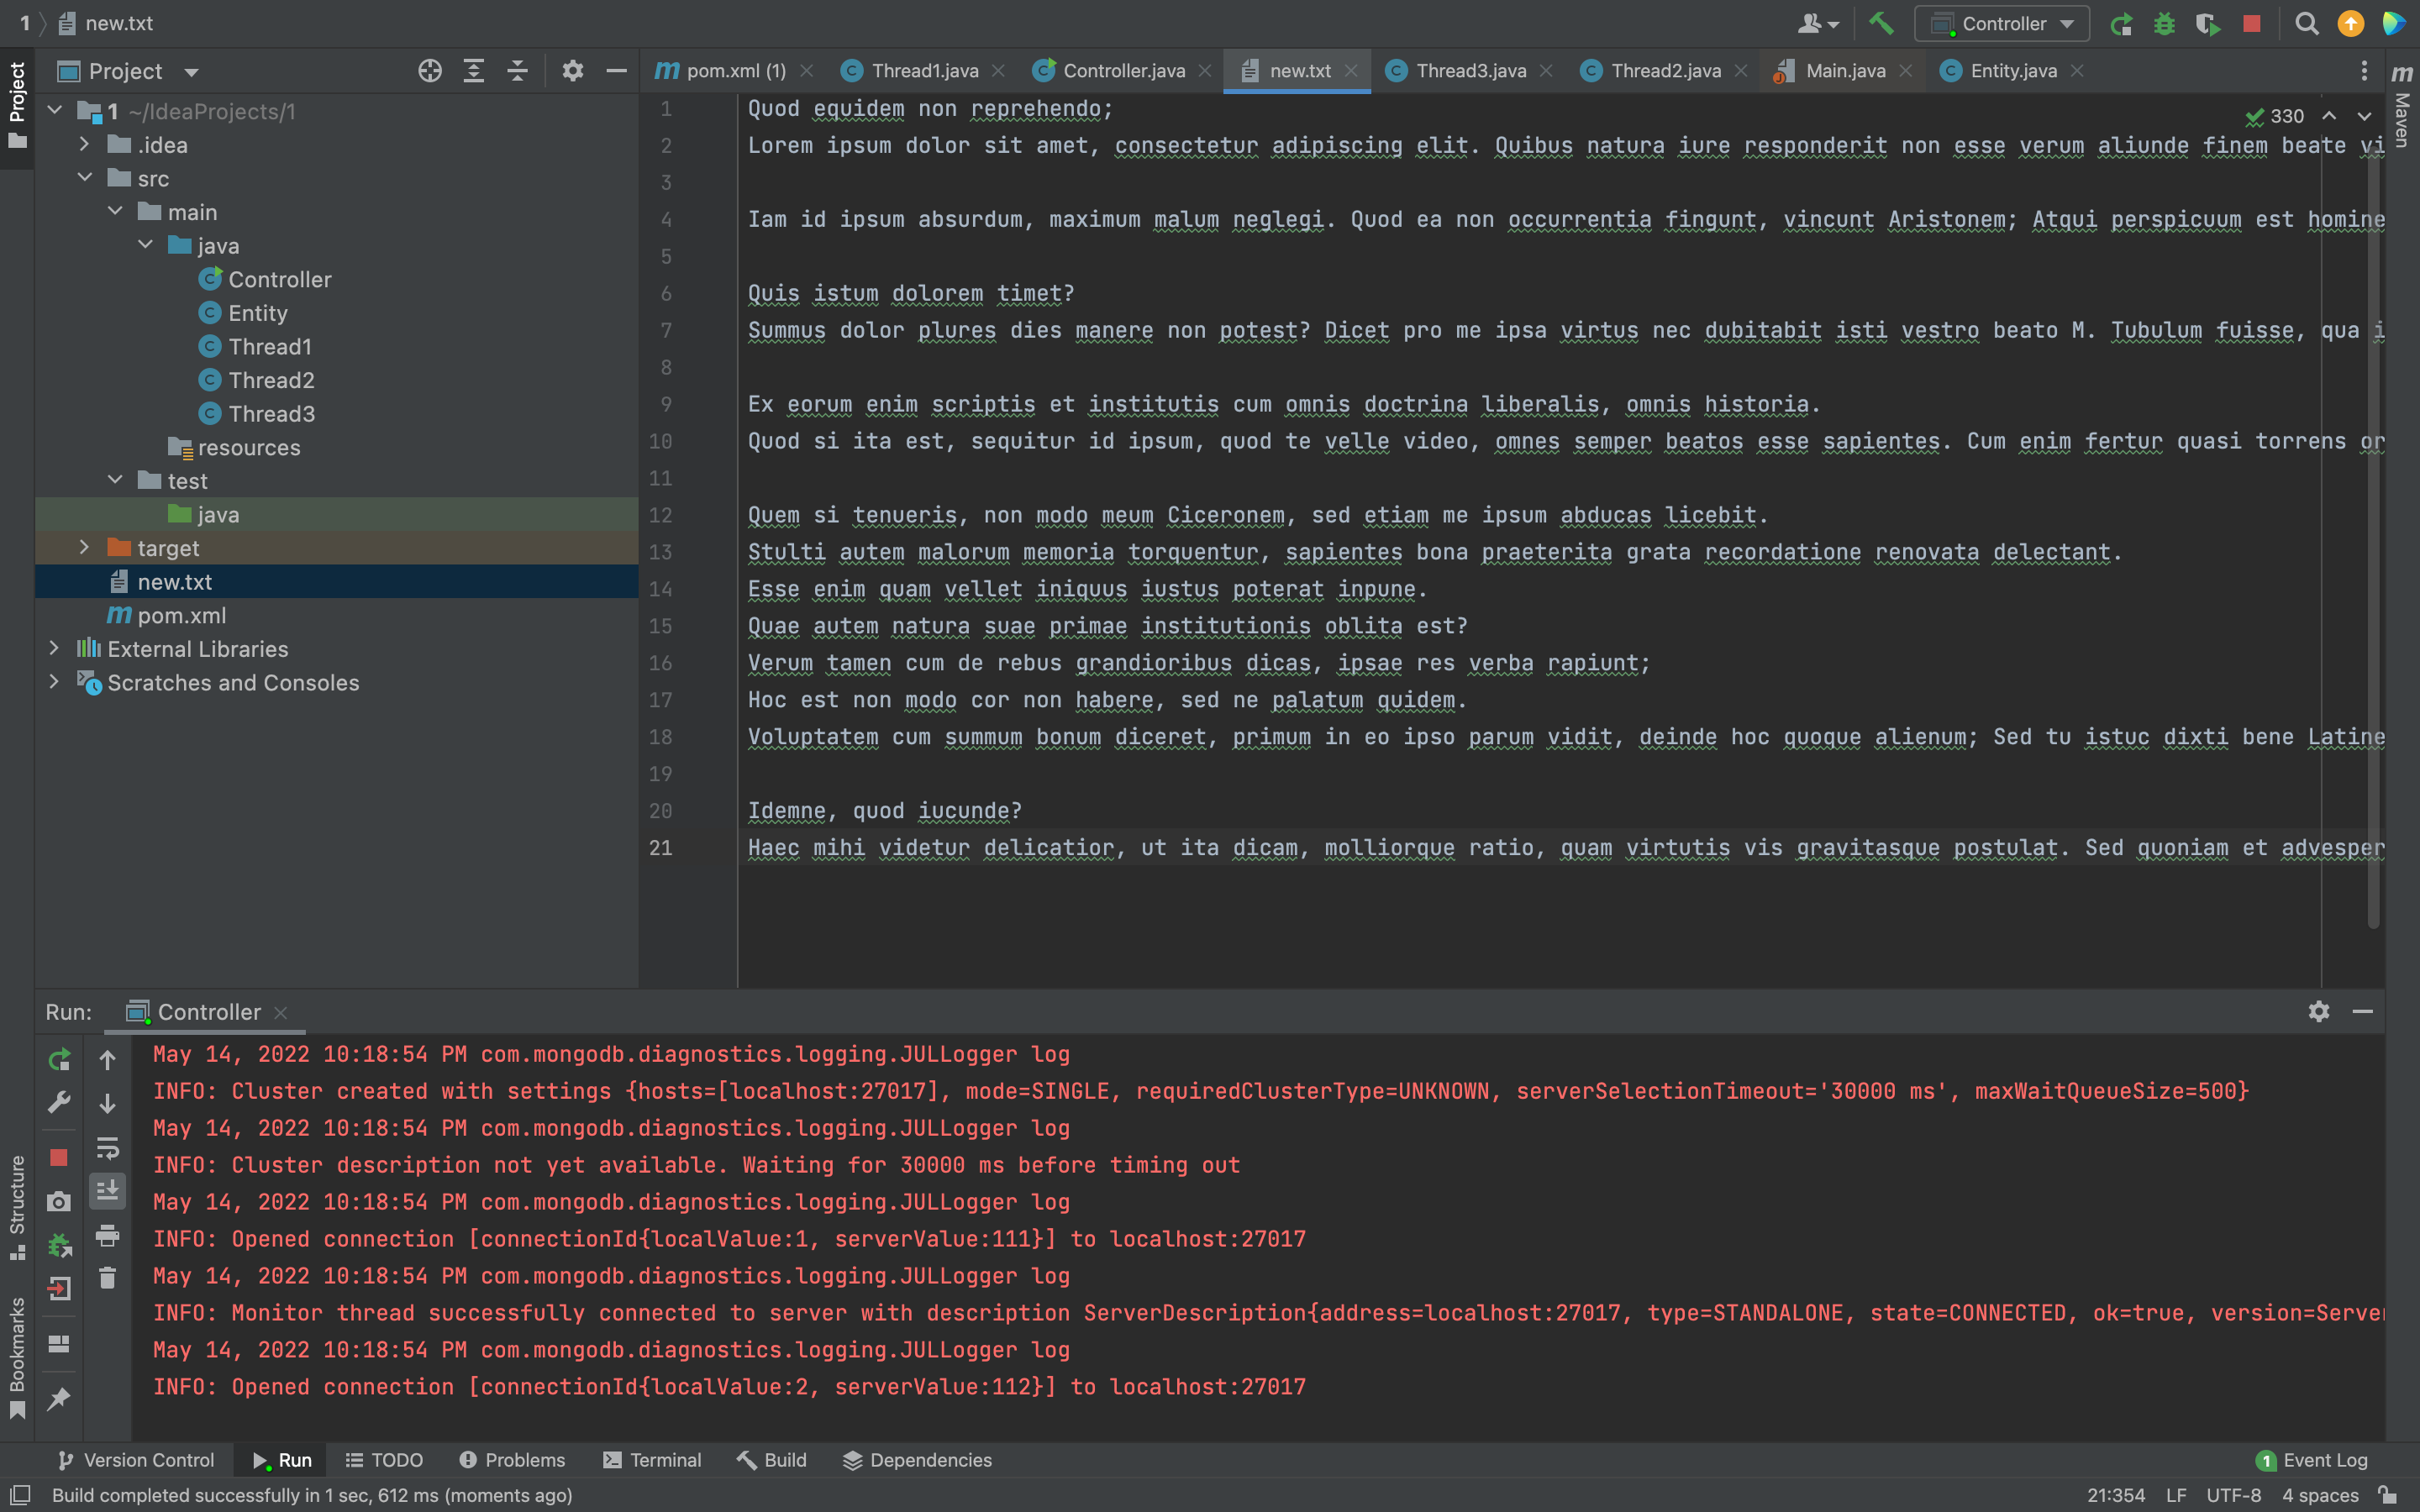 1 new.txt
Controller
Project
pom.xml (1) Thread1.java Controller.java new.txt Thread3.java Thread2.java Main.java Entity.java
Project
Maven
1 ~/IdeaProjects/1
.idea
src
main
java
Controller
Entity
Thread1
Thread2
Thread3
resources
test
java
target
new.txt
pom.xml
External Libraries
Scratches and Consoles
330
1 Quod equidem non reprehendo;
2 Lorem ipsum dolor sit amet, consectetur adipiscing elit. Quibus natura iure responderit non esse verum aliunde finem beate vi
3
4 Iam id ipsum absurdum, maximum malum neglegi. Quod ea non occurrentia fingunt, vincunt Aristonem; Atqui perspicuum est homine
5
6 Quis istum dolorem timet?
7 Summus dolor plures dies manere non potest? Dicet pro me ipsa virtus nec dubitabit isti vestro beato M. Tubulum fuisse, qua i
8
9 Ex eorum enim scriptis et institutis cum omnis doctrina liberalis, omnis historia.
10 Quod si ita est, sequitur id ipsum, quod te velle video, omnes semper beatos esse sapientes. Cum enim fertur quasi torrens or
11
12 Quem si tenueris, non modo meum Ciceronem, sed etiam me ipsum abducas licebit.
13 Stulti autem malorum memoria torquentur, sapientes bona praeterita grata recordatione renovata delectant.
14 Esse enim quam vellet iniquus iustus poterat inpune.
15 Quae autem natura suae primae institutionis oblita est?
16 Verum tamen cum de rebus grandioribus dicas, ipsae res verba rapiunt;
17 Hoc est non modo cor non habere, sed ne palatum quidem.
18 Voluptatem cum summum bonum diceret, primum in eo ipso parum vidit, deinde hoc quoque alienum; Sed tu istuc dixti bene Latine
19
20 Idemne, quod iucunde?
21 Haec mihi videtur delicatior, ut ita dicam, molliorque ratio, quam virtutis vis gravitasque postulat. Sed quoniam et advesper
Run: Controller
May 14, 2022 10:18:54 PM com.mongodb.diagnostics.logging.JULLogger log
INFO: Cluster created with settings {hosts=[localhost:27017], mode=SINGLE, requiredClusterType=UNKNOWN, serverSelectionTimeout='30000 ms', maxWaitQueueSize=500}
May 14, 2022 10:18:54 PM com.mongodb.diagnostics.logging.JULLogger log
INFO: Cluster description not yet available. Waiting for 30000 ms before timing out
May 14, 2022 10:18:54 PM com.mongodb.diagnostics.logging.JULLogger log
INFO: Opened connection [connectionId{localValue:1, serverValue:111}] to localhost:27017
May 14, 2022 10:18:54 PM com.mongodb.diagnostics.logging.JULLogger log
INFO: Monitor thread successfully connected to server with description ServerDescription{address=localhost:27017, type=STANDALONE, state=CONNECTED, ok=true, version=Server
May 14, 2022 10:18:54 PM com.mongodb.diagnostics.logging.JULLogger log
INFO: Opened connection [connectionId{localValue:2, serverValue:112}] to localhost:27017
Structure
Bookmarks
Version Control Run TODO Problems Terminal Build Dependencies 1 Event Log
Build completed successfully in 1 sec, 612 ms (moments ago) 21:354 LF UTF-8 4 spaces